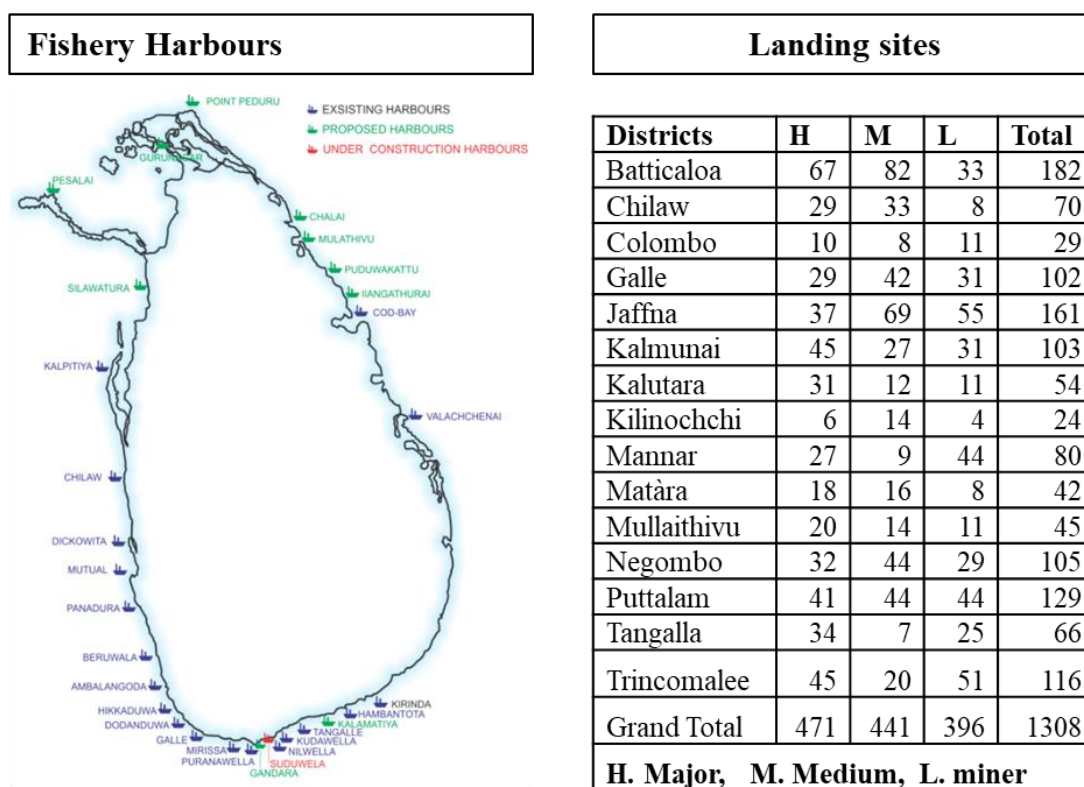 Fishery Harbours
POINT PEDURU
EXSISTING HARBOURS
PROPOSED HARBOURS
UNDER CONSTRUCTION HARBOURS
GURUNAGAR
PESALAI
CHALAI
MULATHIVU
PUDUWAKATTU
SILAWATURA
IIANGATHURAI
COD-BAY
KALPITIYA
VALACHCHENAI
CHILAW
DICKOWITA
MUTUAL
PANADURA
BERUWALA
AMBALANGODA
KIRINDA
HIKKADUWA
HAMBANTOTA
DODANDUWA
KALAMATIYA
GALLE
TANGALLE
KUDAWELLA
MIRISSA
NILWELLA
PURANAWELLA
SUDUWELA
GANDARA
Landing sites
Districts H M L Total
Batticaloa 67 82 33 182
Chilaw 29 33 8 70
Colombo 10 8 11 29
Galle 29 42 31 102
Jaffna 37 69 55 161
Kalmunai 45 27 31 103
Kalutara 31 12 11 54
Kilinochchi 6 14 4 24
Mannar 27 9 44 80
Matàra 18 16 8 42
Mullaithivu 20 14 11 45
Negombo 32 44 29 105
Puttalam 41 44 44 129
Tangalla 34 7 25 66
Trincomalee 45 20 51 116
Grand Total 471 441 396 1308
H. Major, M. Medium, L. miner